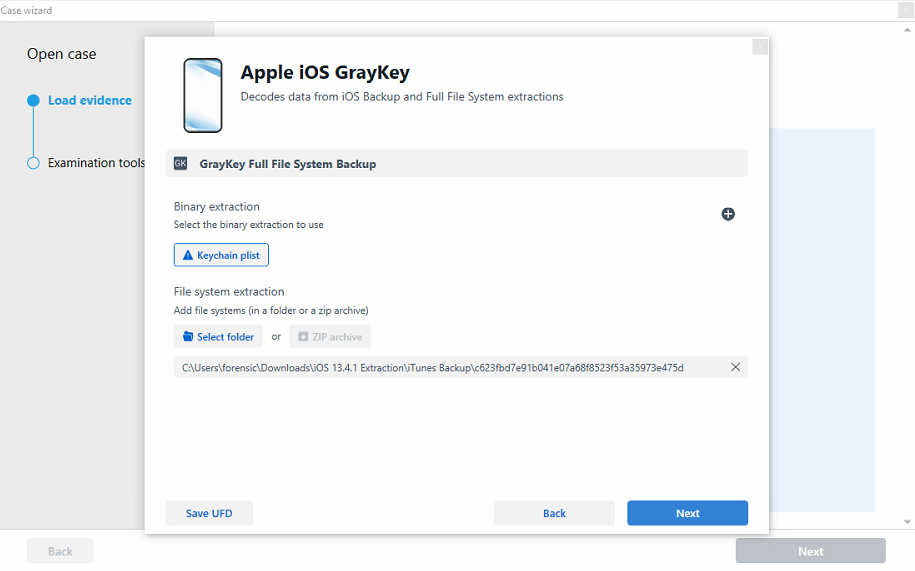 Case wizard
Open case
Load evidence
Examination tools
Apple iOS GrayKey
Decodes data from iOS Backup and Full File System extractions
GK GrayKey Full File System Backup
Binary extraction
Select the binary extraction to use
Keychain plist
File system extraction
Add file systems (in a folder or a zip archive)
Select folder or ZIP archive
C:\Users\forensic\Downloads\iOS 13.4.1 Extraction\iTunes Backup\c623fbd7e91b041e07a68f8523f53a35973e475d
Save UFD Back Next
Back Next